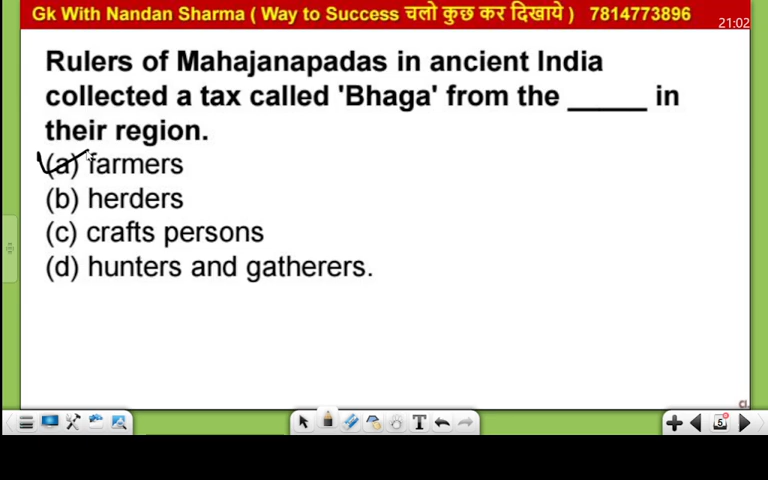 Gk With Nandan Sharma ( Way to Success चलो कुछ कर दिखाये ) 7814773896
21:02
Rulers of Mahajanapadas in ancient India
collected a tax called 'Bhaga' from the _____ in
their region.
(a) farmers
(b) herders
(c) crafts persons
(d) hunters and gatherers.
T
5